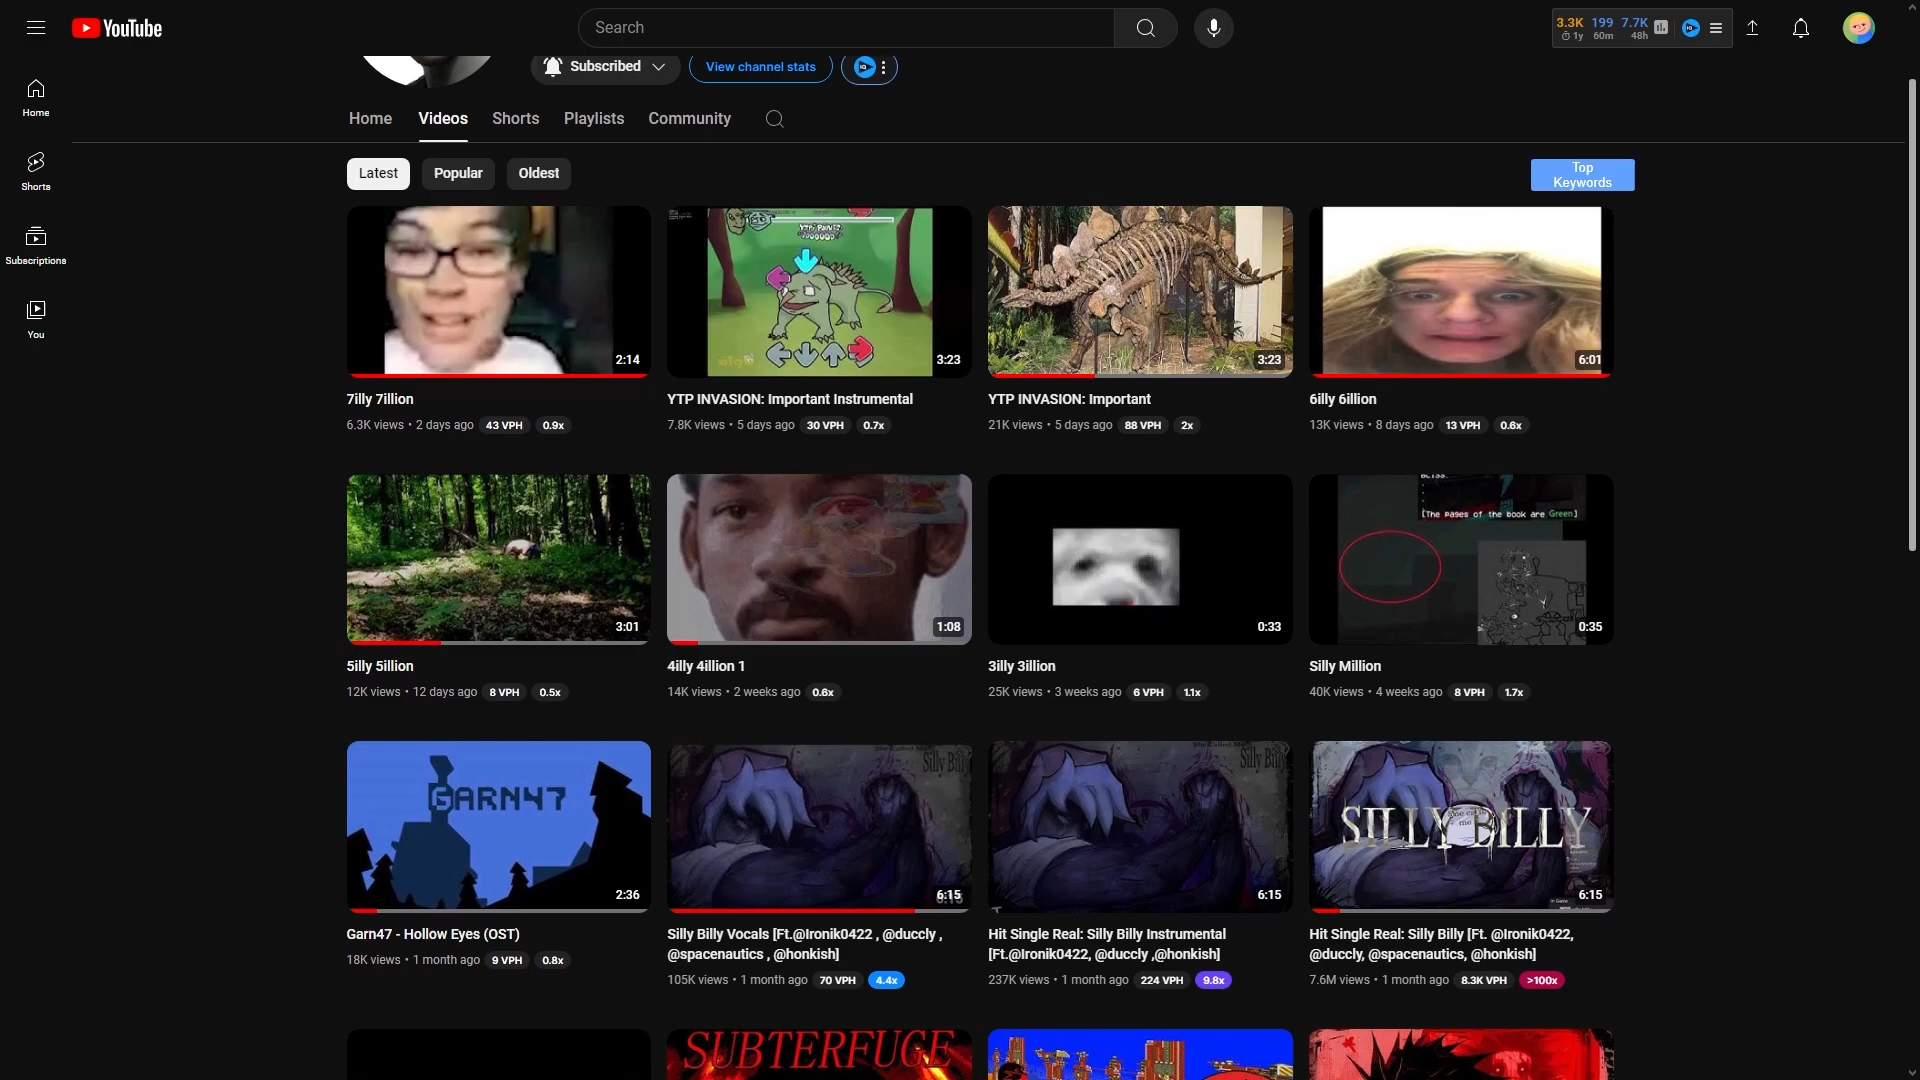 YouTube
Search
3.3K 199 7.7K
1y 60m 48h
Home
Shorts
Subscriptions
You
Subscribed
View channel stats
Home Videos Shorts Playlists Community
Latest Popular Oldest
Top
Keywords
2:14
3:23
3:23
6:01
7illy 7illion
6.3K views • 2 days ago 43 VPH 0.9x
YTP INVASION: Important Instrumental
7.8K views • 5 days ago 30 VPH 0.7x
YTP INVASION: Important
21K views • 5 days ago 88 VPH 2x
6illy 6illion
13K views • 8 days ago 13 VPH 0.6x
[The pages of the book are Green]
3:01
1:08
0:33
0:35
5illy 5illion
12K views • 12 days ago 8 VPH 0.5x
4illy 4illion 1
14K views • 2 weeks ago 0.6x
3illy 3illion
25K views • 3 weeks ago 6 VPH 1.1x
Silly Million
40K views • 4 weeks ago 8 VPH 1.7x
GARN47
2:36
Silly Billy
6:15
Silly Billy
6:15
SILLY BILLY
6:15
Garn47 - Hollow Eyes (OST)
18K views • 1 month ago 9 VPH 0.8x
Silly Billy Vocals [Ft.@Ironik0422 , @duccly ,
@spacenautics , @honkish]
105K views • 1 month ago 70 VPH 4.4x
Hit Single Real: Silly Billy Instrumental
[Ft.@Ironik0422, @duccly ,@honkish]
237K views • 1 month ago 224 VPH 9.8x
Hit Single Real: Silly Billy [Ft. @Ironik0422,
@duccly, @spacenautics, @honkish]
7.6M views • 1 month ago 8.3K VPH >100x
SUBTERFUGE